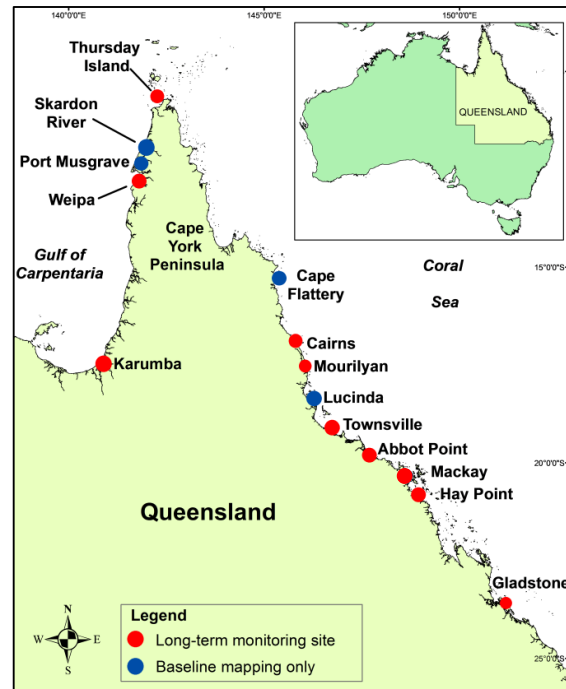 140°0'0"E
145°0'0"E
150°0'0"E
Thursday
Island
Skardon
River
Port Musgrave
Weipa
QUEENSLAND
Gulf of
Carpentaria
Cape
York
Peninsula
Coral
Sea
15°0'0"S
Cape
Flattery
Cairns
Mourilyan
Karumba
Lucinda
Townsville
Abbot Point
Mackay
20°0'0"S
Hay Point
Queensland
Gladstone
N
W
E
S
Legend
Long-term monitoring site
Baseline mapping only
25°0'0"S